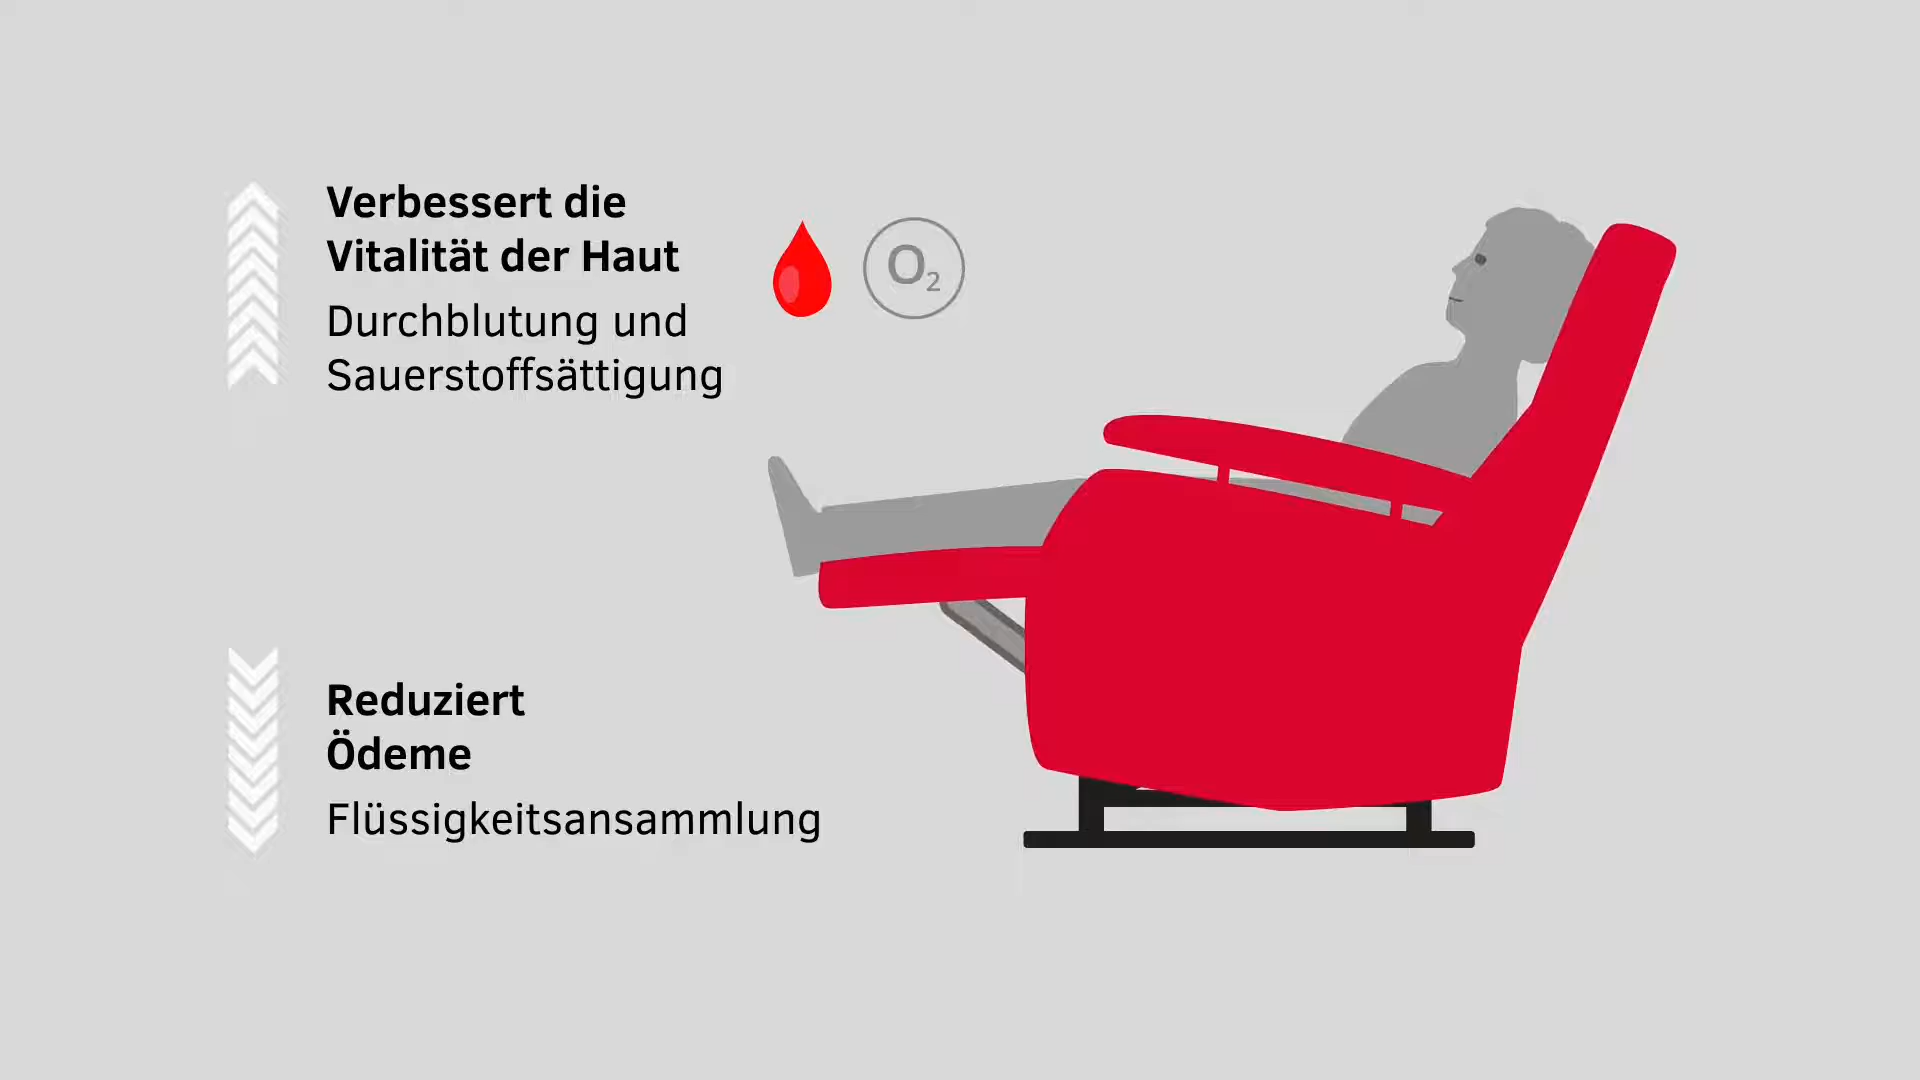 Verbessert die
Vitalität der Haut
Durchblutung und
Sauerstoffsättigung
O₂
Reduziert
Ödeme
Flüssigkeitsansammlung